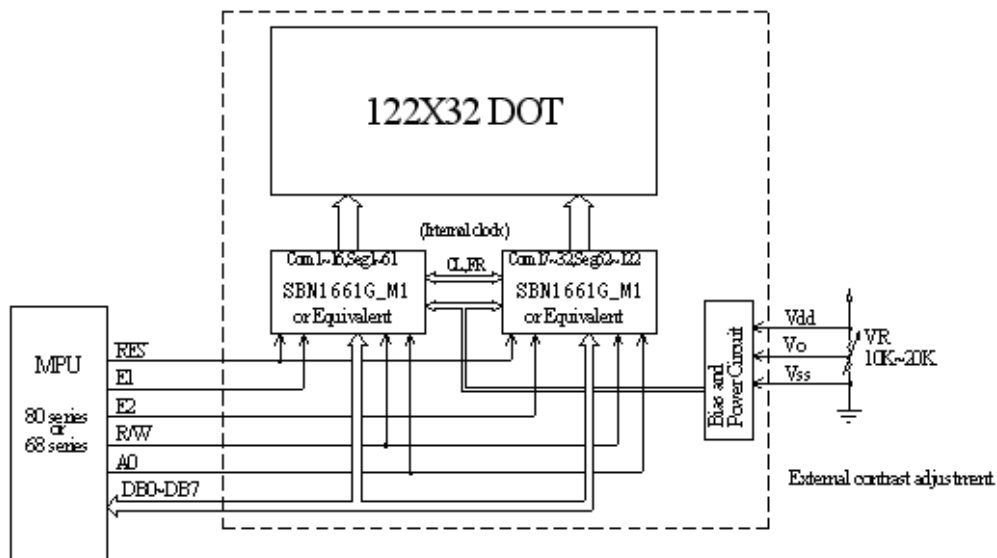 122X32 DOT
(Internal clock)
Com1~16,Seg1~61
CL,FR
Com17~32,Seg62~122
SBN1661G_M1
or Equivalent
SBN1661G_M1
or Equivalent
MPU
80 series
or
68 series
RES
E1
E2
R/W
A0
DB0~DB7
Bias and
Power Circuit
Vdd
Vo
Vss
VR
10K~20K
External contrast adjustment